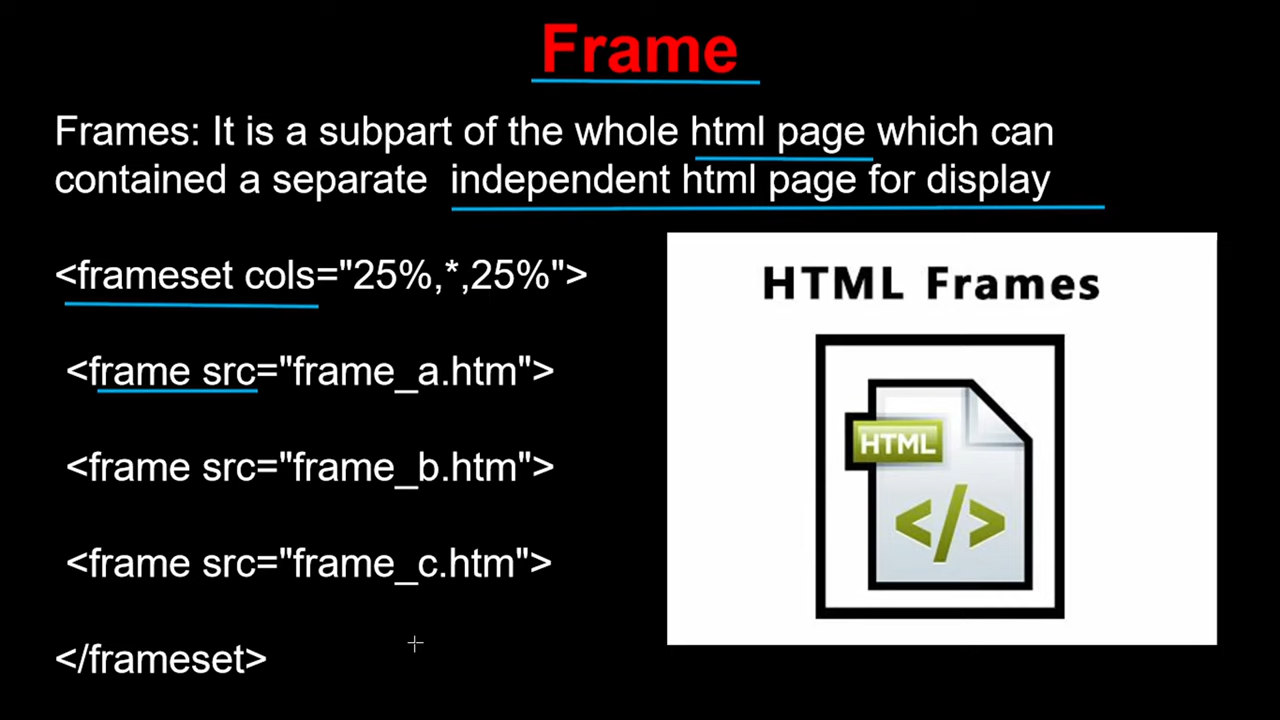 Frame
Frames: It is a subpart of the whole html page which can
contained a separate independent html page for display
<frameset cols="25%,*,25%">
<frame src="frame_a.htm">
<frame src="frame_b.htm">
<frame src="frame_c.htm">
</frameset>
HTML Frames
HTML
</>